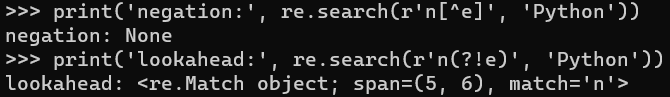 >>> print('negation:', re.search(r'n[^e]', 'Python'))
negation: None
>>> print('lookahead:', re.search(r'n(?!e)', 'Python'))
lookahead: <re.Match object; span=(5, 6), match='n'>